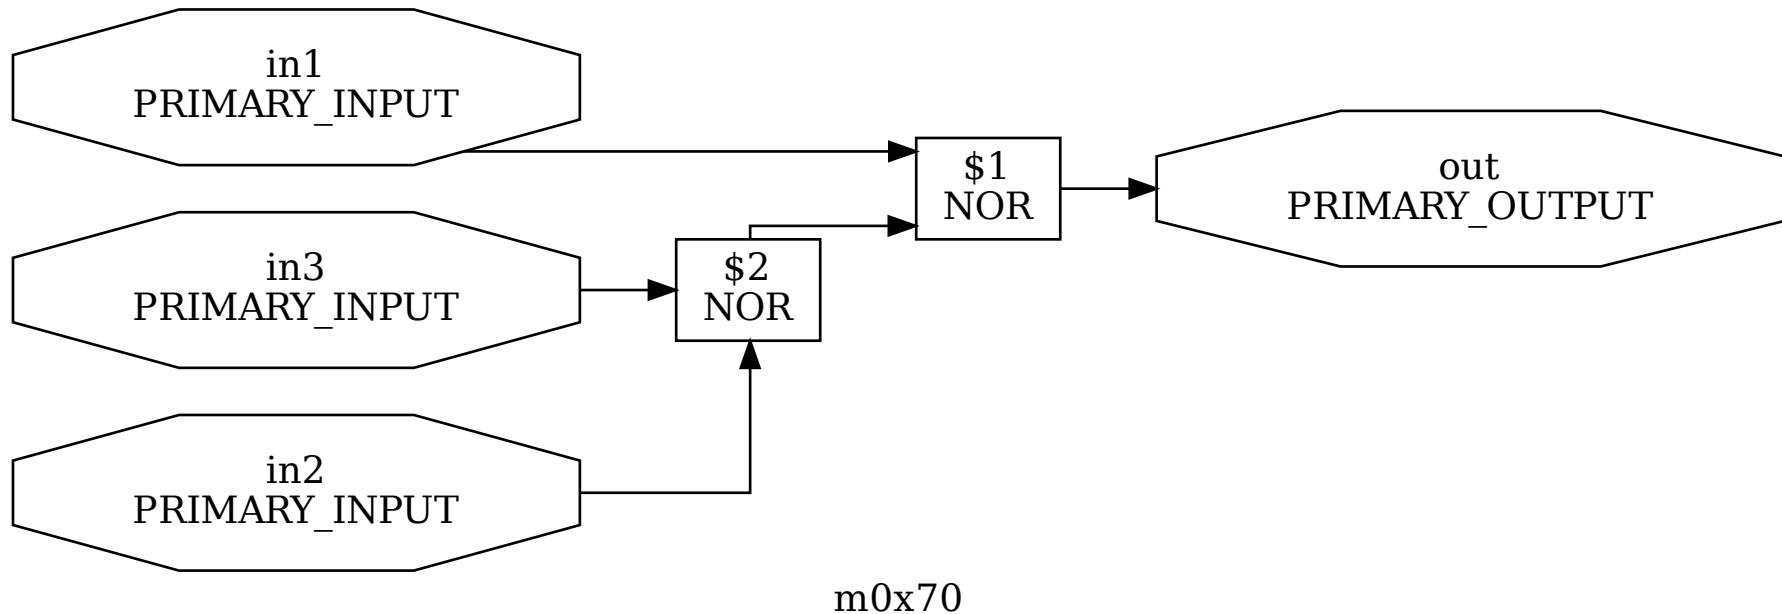 in1
PRIMARY_INPUT
$1
NOR
out
PRIMARY_OUTPUT
in3
PRIMARY_INPUT
$2
NOR
in2
PRIMARY_INPUT
m0x70